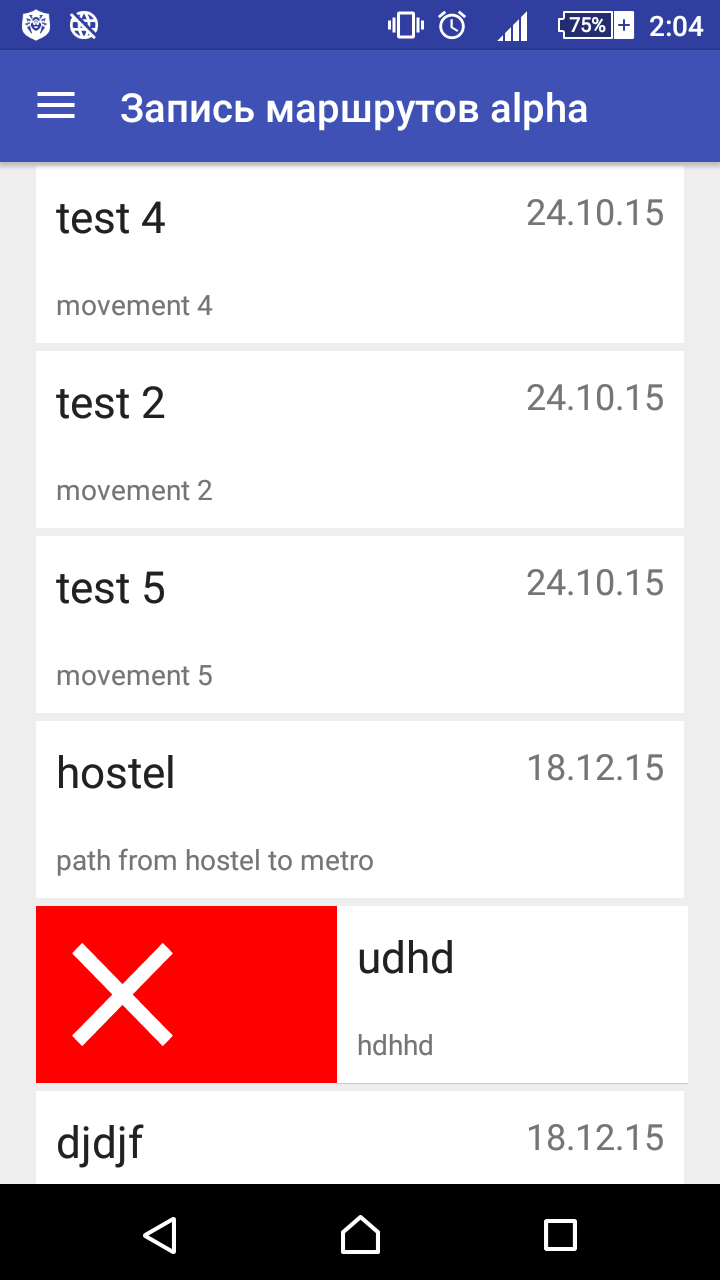 75% 2:04
Запись маршрутов alpha
test 4 24.10.15
movement 4
test 2 24.10.15
movement 2
test 5 24.10.15
movement 5
hostel 18.12.15
path from hostel to metro
udhd
hdhhd
djdjf 18.12.15